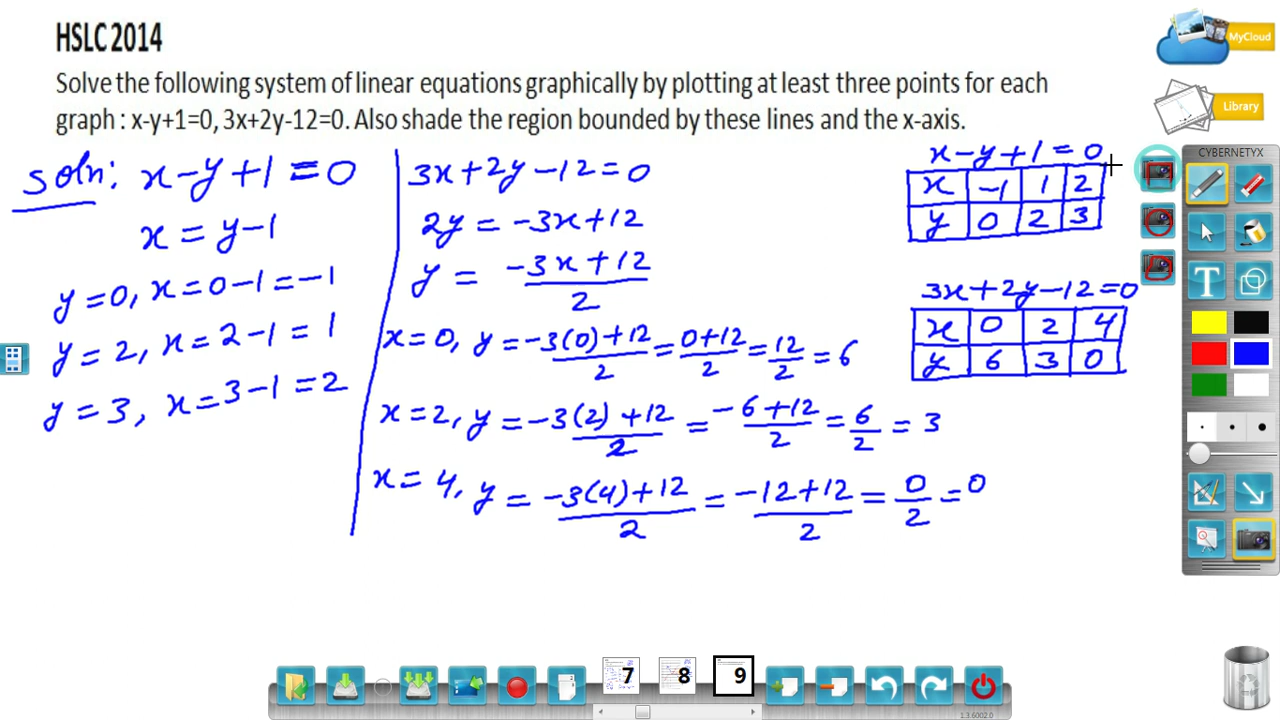 HSLC 2014
Solve the following system of linear equations graphically by plotting at least three points for each
graph : x-y+1=0, 3x+2y-12=0. Also shade the region bounded by these lines and the x-axis.
Soln: x-y+1=0
x = y-1
y=0, x=0-1=-1
y=2, x=2-1=1
y=3, x=3-1=2
3x+2y-12=0
2y = -3x+12
y = (-3x+12)/2
x=0, y=(-3(0)+12)/2=(0+12)/2=12/2=6
x=2, y=(-3(2)+12)/2=(-6+12)/2=6/2=3
x=4, y=(-3(4)+12)/2=(-12+12)/2=0/2=0
x-y+1=0
x -1 1 2
y 0 2 3
3x+2y-12=0
x 0 2 4
y 6 3 0
MyCloud
Library
CYBERNETYX
T
7 8 9
1.3.6002.0